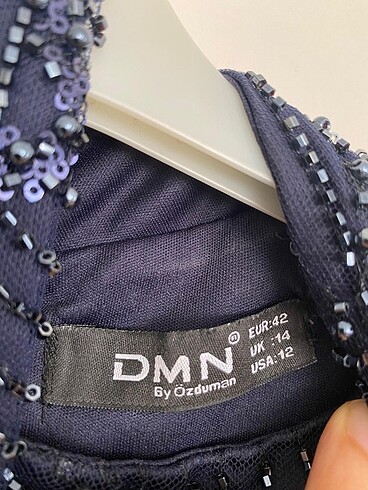 DMN ®
By Özduman
EUR:42
UK :14
USA:12